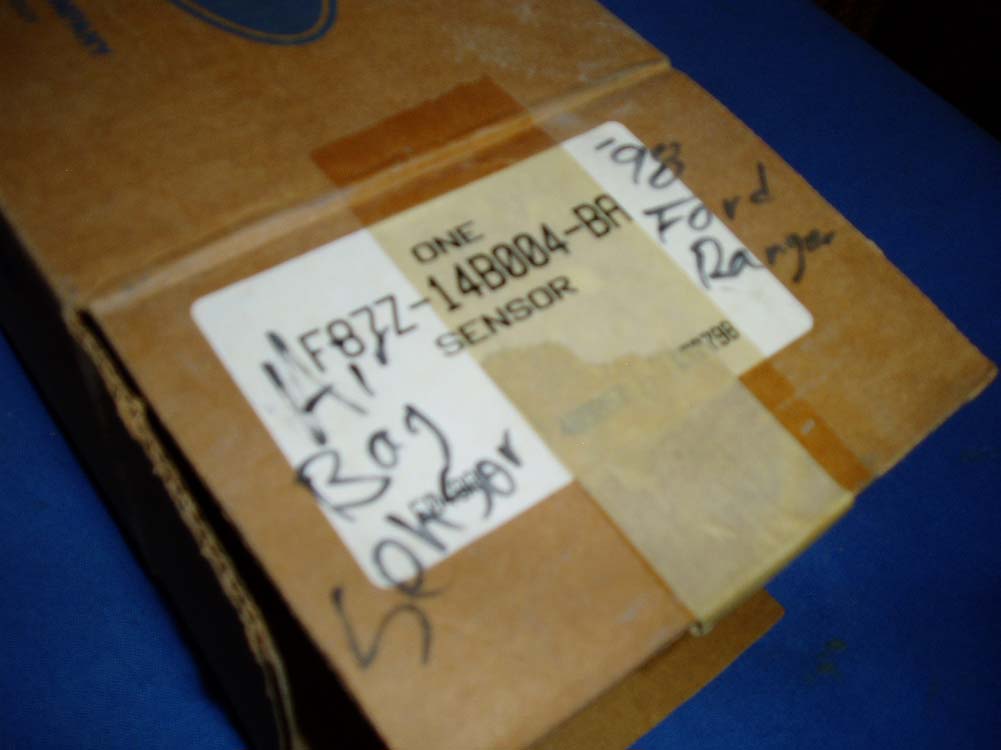 ONE
F87Z-14B004-BA
SENSOR
'98
Ford
Ranger
Air
Bag
Sensor